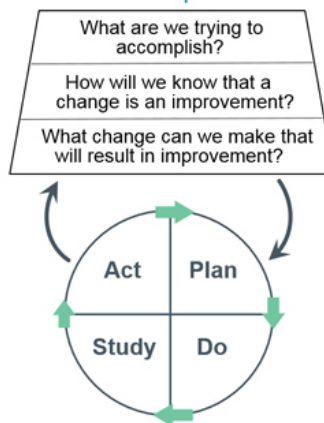 What are we trying to
accomplish?
How will we know that a
change is an improvement?
What change can we make that
will result in improvement?
Act
Plan
Study
Do